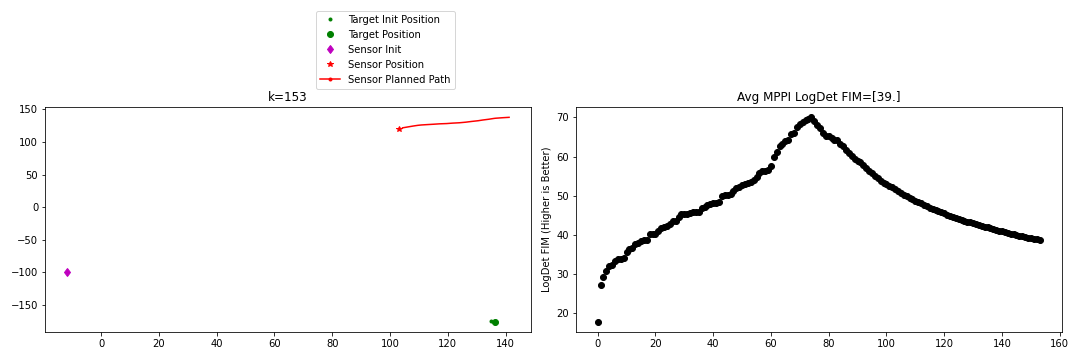 Target Init Position
Target Position
Sensor Init
Sensor Position
Sensor Planned Path
k=153
150
100
50
0
−50
−100
−150
0 20 40 60 80 100 120 140
Avg MPPI LogDet FIM=[39.]
LogDet FIM (Higher is Better)
70
60
50
40
30
20
0 20 40 60 80 100 120 140 160